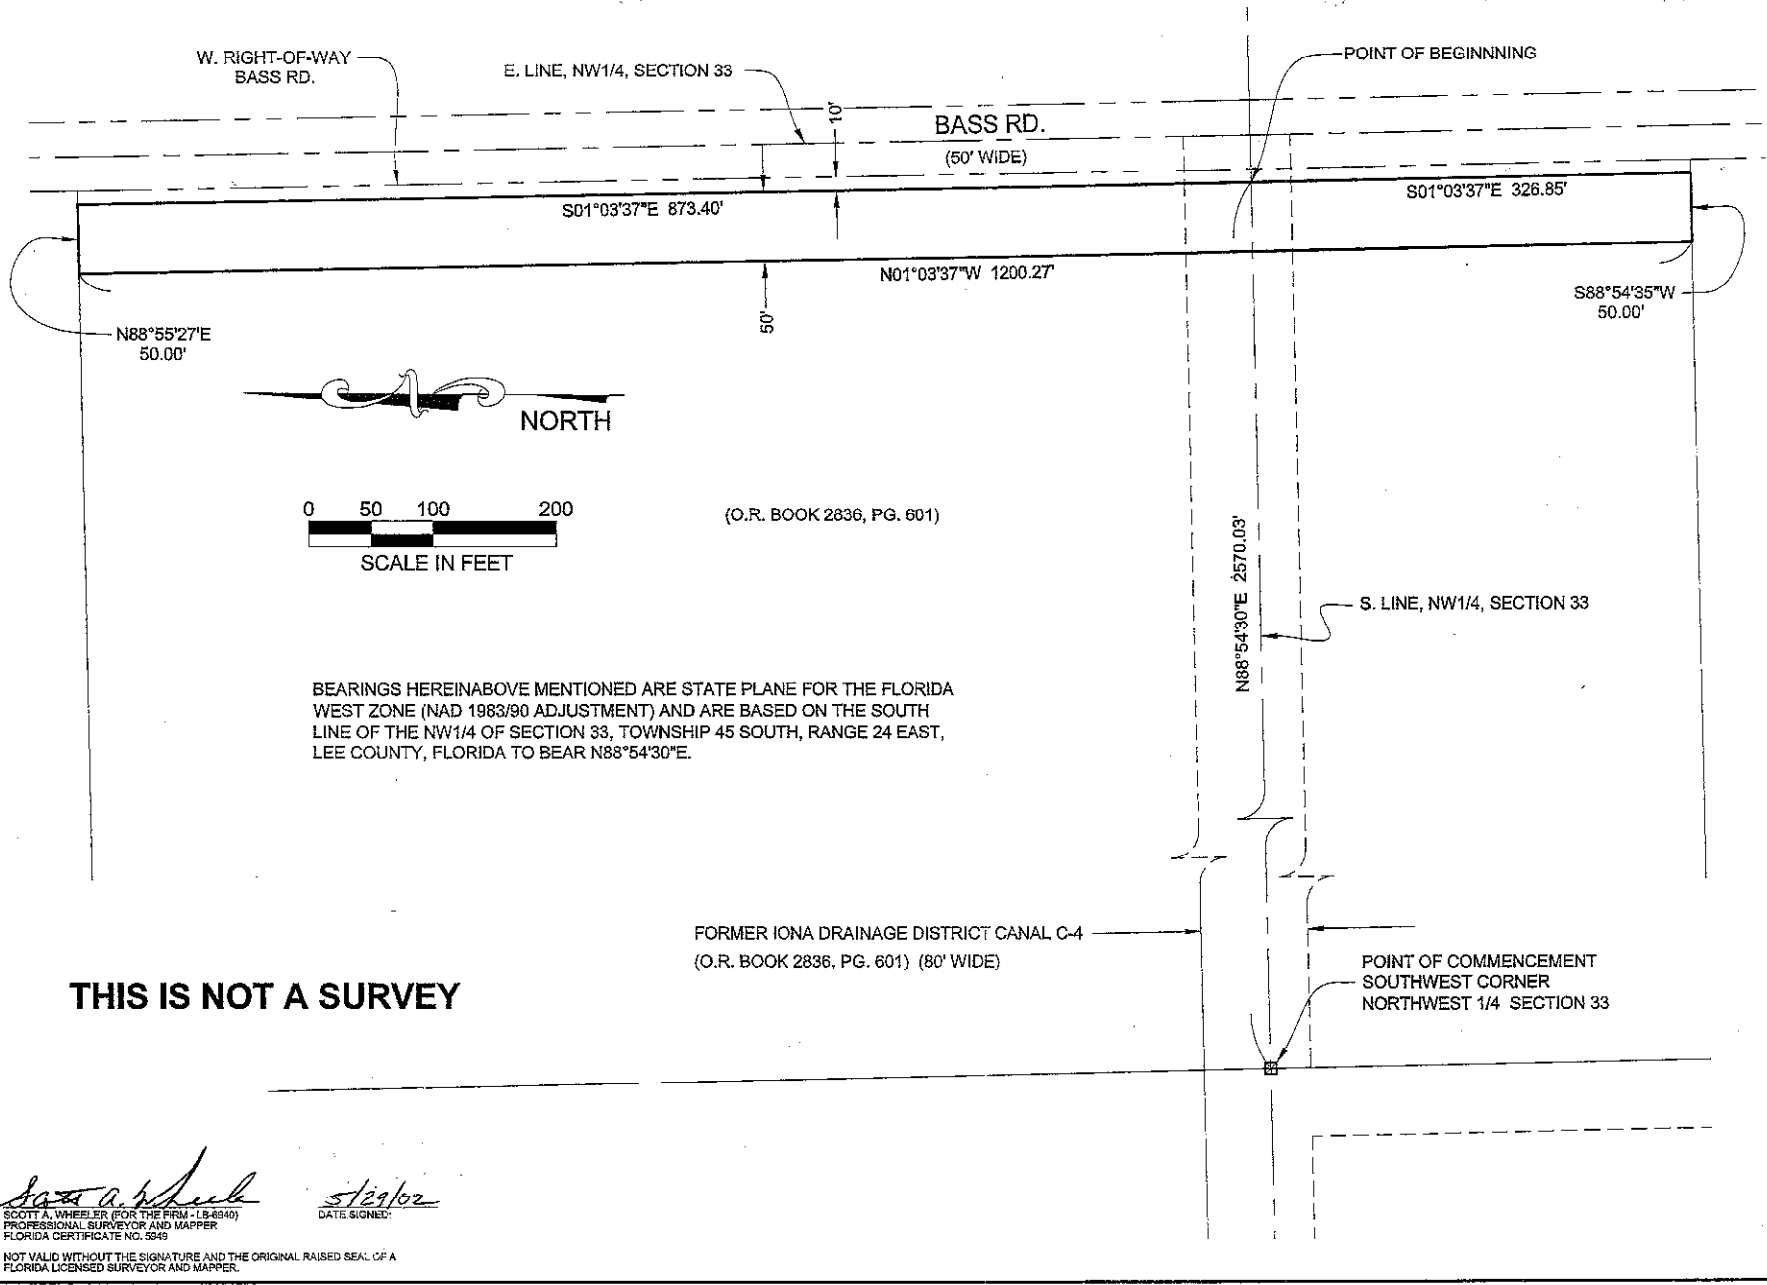 W. RIGHT-OF-WAY
BASS RD.
E. LINE, NW1/4, SECTION 33
POINT OF BEGINNNING
10'
BASS RD.
(50' WIDE)
S01°03'37"E 873.40'
S01°03'37"E 326.85'
N01°03'37"W 1200.27'
50'
N88°55'27'E
50.00'
S88°54'35"W
50.00'
NORTH
0 50 100 200
SCALE IN FEET
(O.R. BOOK 2836, PG. 601)
N88°54'30"E 2570.03'
S. LINE, NW1/4, SECTION 33
BEARINGS HEREINABOVE MENTIONED ARE STATE PLANE FOR THE FLORIDA
WEST ZONE (NAD 1983/90 ADJUSTMENT) AND ARE BASED ON THE SOUTH
LINE OF THE NW1/4 OF SECTION 33, TOWNSHIP 45 SOUTH, RANGE 24 EAST,
LEE COUNTY, FLORIDA TO BEAR N88°54'30"E.
FORMER IONA DRAINAGE DISTRICT CANAL C-4
(O.R. BOOK 2836, PG. 601) (80' WIDE)
POINT OF COMMENCEMENT
SOUTHWEST CORNER
NORTHWEST 1/4 SECTION 33
THIS IS NOT A SURVEY
Scott A. Wheeler
5/29/02
SCOTT A. WHEELER (FOR THE FIRM - LB-6940)
PROFESSIONAL SURVEYOR AND MAPPER
FLORIDA CERTIFICATE NO. 5949
DATE SIGNED:
NOT VALID WITHOUT THE SIGNATURE AND THE ORIGINAL RAISED SEAL OF A
FLORIDA LICENSED SURVEYOR AND MAPPER.